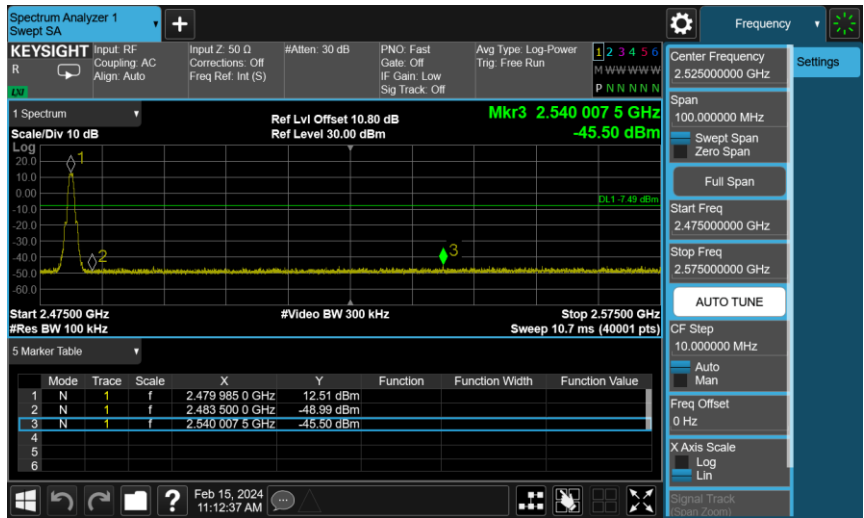 Spectrum Analyzer 1
Swept SA
+
Frequency
KEYSIGHT
R
LXI
Input: RF
Coupling: AC
Align: Auto
Input Z: 50 Ω
Corrections: Off
Freq Ref: Int (S)
#Atten: 30 dB
PNO: Fast
Gate: Off
IF Gain: Low
Sig Track: Off
Avg Type: Log-Power
Trig: Free Run
1 2 3 4 5 6
M W W W W W
P N N N N N
1 Spectrum
Scale/Div 10 dB
Ref Lvl Offset 10.80 dB
Ref Level 30.00 dBm
Mkr3 2.540 007 5 GHz
-45.50 dBm
Log
20.0
10.0
0.00
-10.0
-20.0
-30.0
-40.0
-50.0
-60.0
1
2
3
DL1 -7.49 dBm
Start 2.47500 GHz
#Res BW 100 kHz
#Video BW 300 kHz
Stop 2.57500 GHz
Sweep 10.7 ms (40001 pts)
5 Marker Table
Mode Trace Scale X Y Function Function Width Function Value
1 N 1 f 2.479 985 0 GHz 12.51 dBm
2 N 1 f 2.483 500 0 GHz -48.99 dBm
3 N 1 f 2.540 007 5 GHz -45.50 dBm
4
5
6
?
Feb 15, 2024
11:12:37 AM
Center Frequency
2.525000000 GHz
Span
100.000000 MHz
Swept Span
Zero Span
Full Span
Start Freq
2.475000000 GHz
Stop Freq
2.575000000 GHz
AUTO TUNE
CF Step
10.000000 MHz
Auto
Man
Freq Offset
0 Hz
X Axis Scale
Log
Lin
Signal Track
(Span Zoom)
Settings